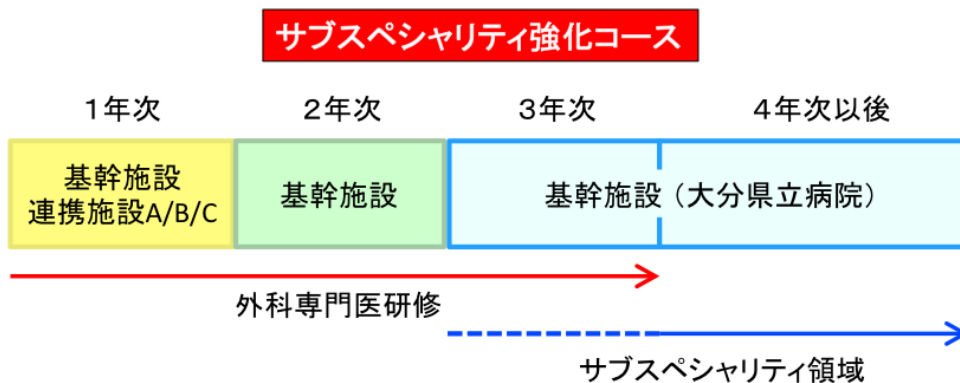 サブスペシャリティ強化コース
1年次
2年次
3年次
4年次以後
基幹施設
連携施設A/B/C
基幹施設
基幹施設（大分県立病院）
外科専門医研修
サブスペシャリティ領域